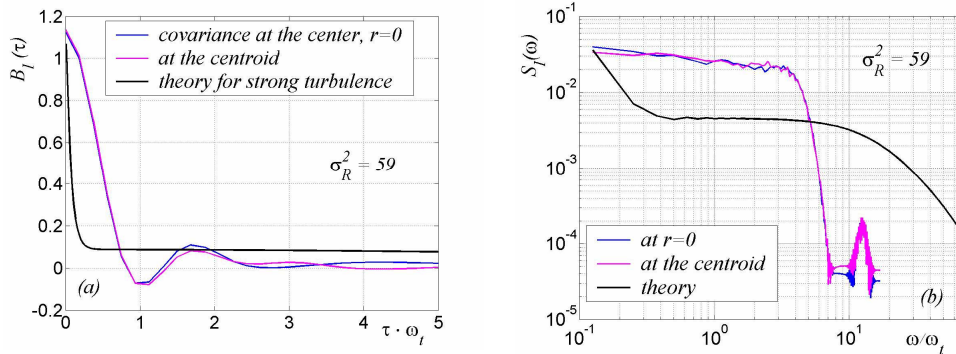 B_I (τ)
1.2
1
0.8
0.6
0.4
0.2
0
-0.2
covariance at the center, r=0
at the centroid
theory for strong turbulence
σ_R^2 = 59
(a)
0 1 2 3 4 5
τ · ω_t
S_I(ω)
10^-1
10^-2
10^-3
10^-4
10^-5
σ_R^2 = 59
at r=0
at the centroid
theory
(b)
10^-1 10^0 10^1
ω/ω_t